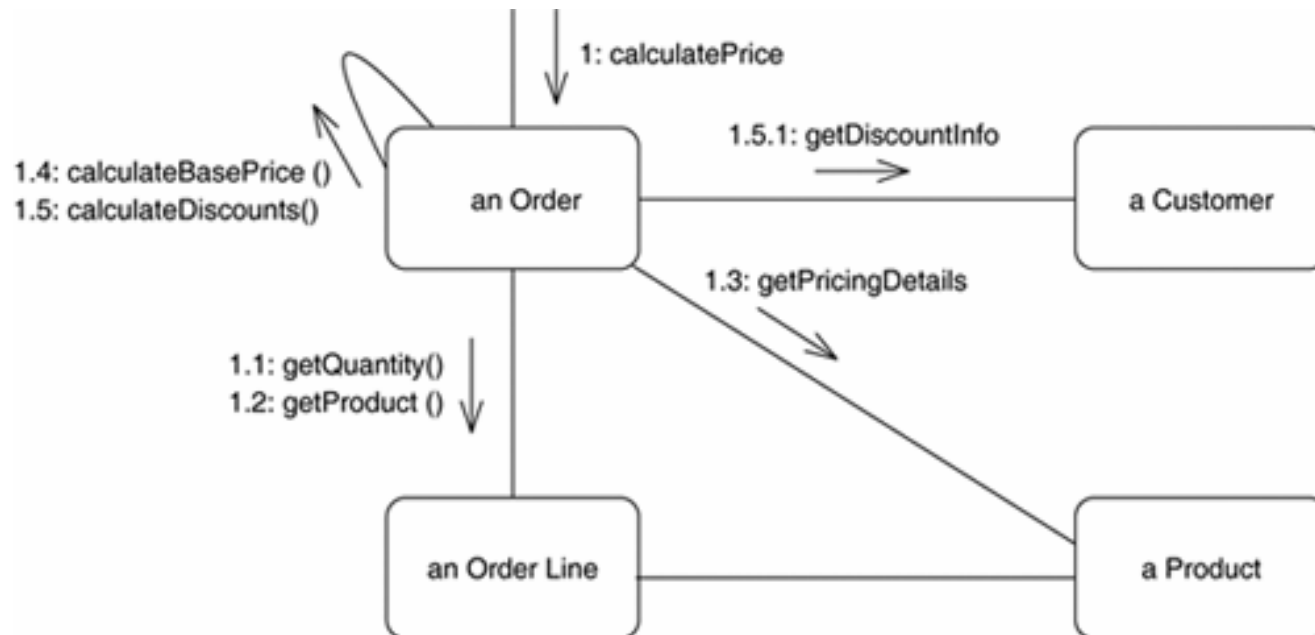 1: calculatePrice
1.5.1: getDiscountInfo
1.4: calculateBasePrice ()
1.5: calculateDiscounts()
an Order
a Customer
1.3: getPricingDetails
1.1: getQuantity()
1.2: getProduct ()
an Order Line
a Product